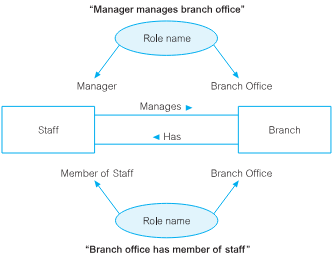 “Manager manages branch office”
Role name
Manager
Branch Office
Manages ►
Staff
Branch
◄ Has
Member of Staff
Branch Office
Role name
“Branch office has member of staff”